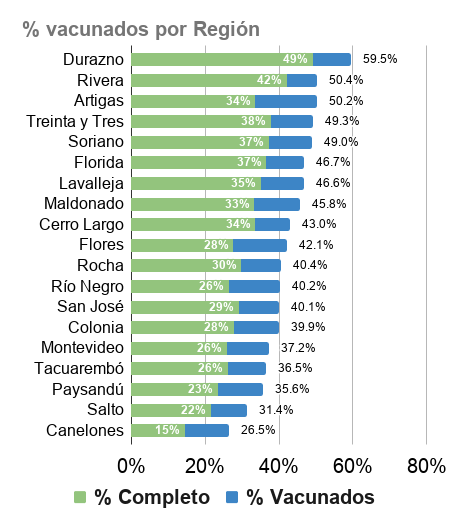 % vacunados por Región
Durazno 49% 59.5%
Rivera 42% 50.4%
Artigas 34% 50.2%
Treinta y Tres 38% 49.3%
Soriano 37% 49.0%
Florida 37% 46.7%
Lavalleja 35% 46.6%
Maldonado 33% 45.8%
Cerro Largo 34% 43.0%
Flores 28% 42.1%
Rocha 30% 40.4%
Río Negro 26% 40.2%
San José 29% 40.1%
Colonia 28% 39.9%
Montevideo 26% 37.2%
Tacuarembó 26% 36.5%
Paysandú 23% 35.6%
Salto 22% 31.4%
Canelones 15% 26.5%
0% 20% 40% 60% 80%
% Completo % Vacunados